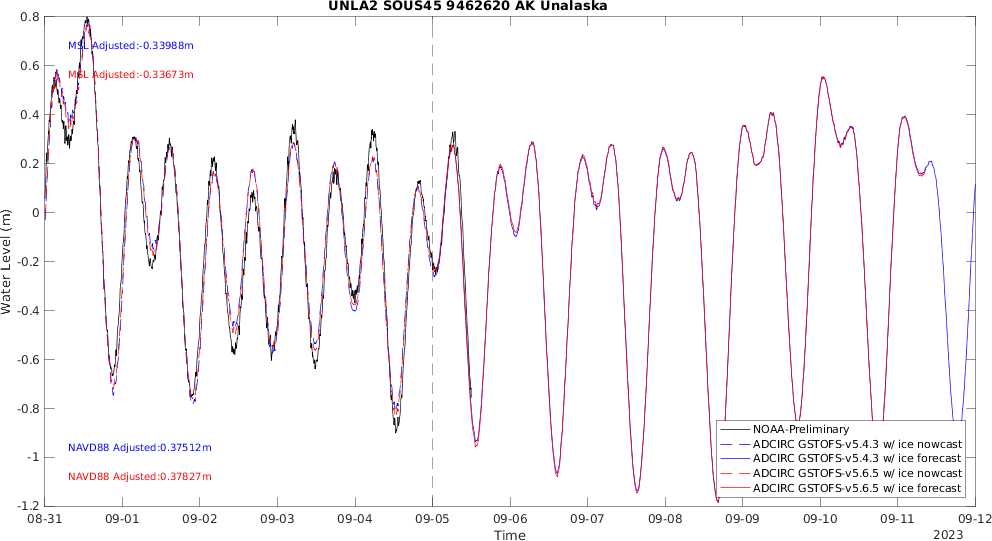 UNLA2 SOUS45 9462620 AK Unalaska
0.8
0.6
0.4
0.2
0
-0.2
-0.4
-0.6
-0.8
-1
-1.2
Water Level (m)
MSL Adjusted:-0.33988m
MSL Adjusted:-0.33673m
NAVD88 Adjusted:0.37512m
NAVD88 Adjusted:0.37827m
NOAA-Preliminary
ADCIRC GSTOFS-v5.4.3 w/ ice nowcast
ADCIRC GSTOFS-v5.4.3 w/ ice forecast
ADCIRC GSTOFS-v5.6.5 w/ ice nowcast
ADCIRC GSTOFS-v5.6.5 w/ ice forecast
08-31 09-01 09-02 09-03 09-04 09-05 09-06 09-07 09-08 09-09 09-10 09-11 09-12
Time
2023